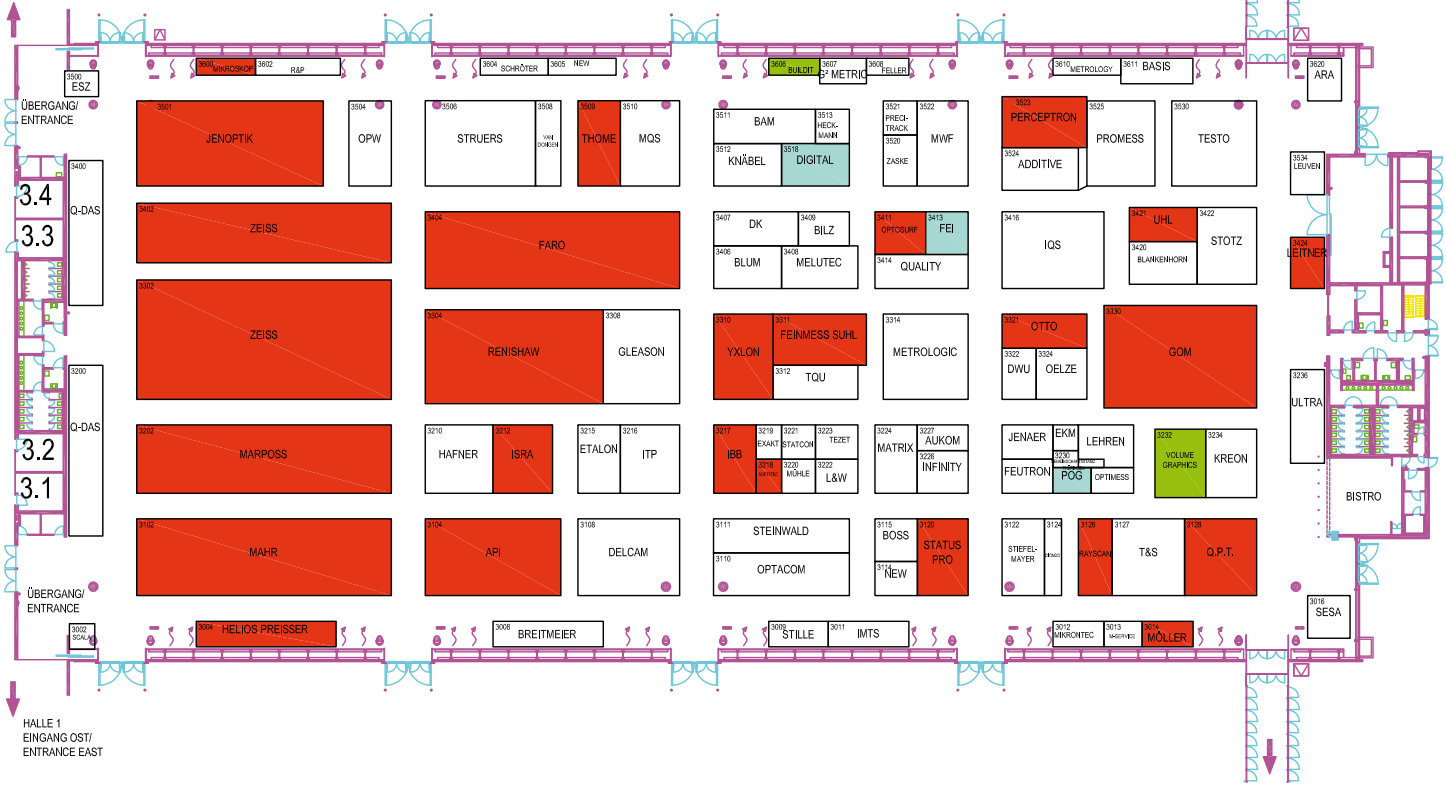 3600
MIKROSKOP
3602
R&P
3604
SCHRÖTER
3605
NEW
3606
BUILDIT
3607
G² METRIC
3608
FELLER
3610
METROLOGY
3611
BASIS
3620
ARA
3500
ESZ
ÜBERGANG/
ENTRANCE
3501
JENOPTIK
3504
OPW
3506
STRUERS
3508
VAN
DONGEN
3509
THOME
3510
MQS
3511
BAM
3513
HECK-
MANN
3512
KNÄBEL
3518
DIGITAL
3521
PRECI-
TRACK
3520
ZASKE
3522
MWF
3523
PERCEPTRON
3524
ADDITIVE
3525
PROMESS
3530
TESTO
3534
LEUVEN
3400
Q-DAS
3.4
3.3
3402
ZEISS
3404
FARO
3407
DK
3409
BILZ
3406
BLUM
3408
MELUTEC
3411
OPTOSURF
3413
FEI
3414
QUALITY
3416
IQS
3421
UHL
3420
BLANKENHORN
3422
STOTZ
3424
LEITNER
3302
ZEISS
3304
RENISHAW
3308
GLEASON
3310
YXLON
3311
FEINMESS SUHL
3312
TQU
3314
METROLOGIC
3321
OTTO
3322
DWU
3324
OELZE
3330
GOM
3200
Q-DAS
3.2
3.1
3202
MARPOSS
3210
HAFNER
3212
ISRA
3215
ETALON
3216
ITP
3217
IBB
3219
EXAKT
3221
STATCON
3223
TEZET
3218
3220
MÜHLE
3222
L&W
3224
MATRIX
3227
AUKOM
3226
INFINITY
JENAER
EKM
LEHREN
3230
FEUTRON
POG
OPTIMESS
3232
VOLUME
GRAPHICS
3234
KREON
3236
ULTRA
BISTRO
3102
MAHR
3104
API
3108
DELCAM
3111
STEINWALD
3110
OPTACOM
3115
BOSS
3114
NEW
3120
STATUS
PRO
3122
STIEFEL-
MAYER
3124
3126
RAYSCAN
3127
T&S
3128
Q.P.T.
ÜBERGANG/
ENTRANCE
3002
SCALA
3004
HELIOS PREISSER
3008
BREITMEIER
3009
STILLE
3011
IMTS
3012
MIKRONTEC
3013
M-SERVICE
3014
MÖLLER
3016
SESA
HALLE 1
EINGANG OST/
ENTRANCE EAST